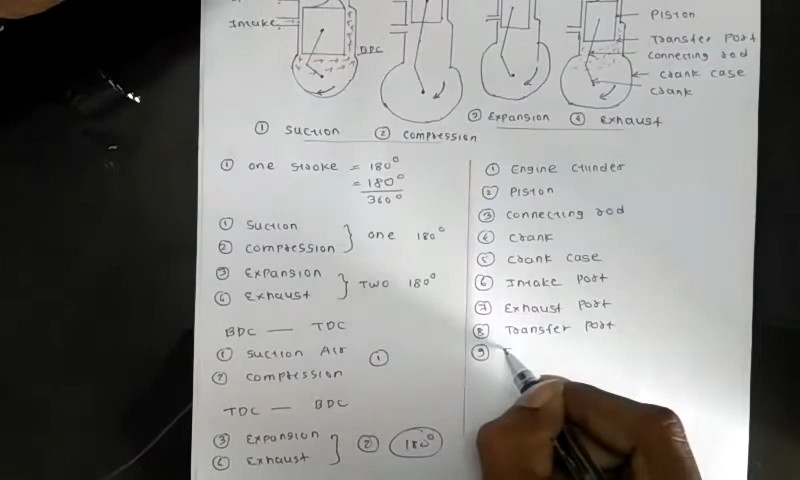 Intake
BDC
Piston
Transfer Port
connecting rod
crank case
crank
① suction ② compression ③ Expansion ④ exhaust
① one stroke = 180°
= 180°
360°
① suction
② compression
one 180°
③ Expansion
④ Exhaust
Two 180°
BDC — TDC
① suction Air
② compression
①
TDC — BDC
③ Expansion
④ Exhaust
② 180°
① Engine cylinder
② Piston
③ connecting rod
④ crank
⑤ crank case
⑥ Intake Port
⑦ Exhaust Port
⑧ Transfer Port
⑨